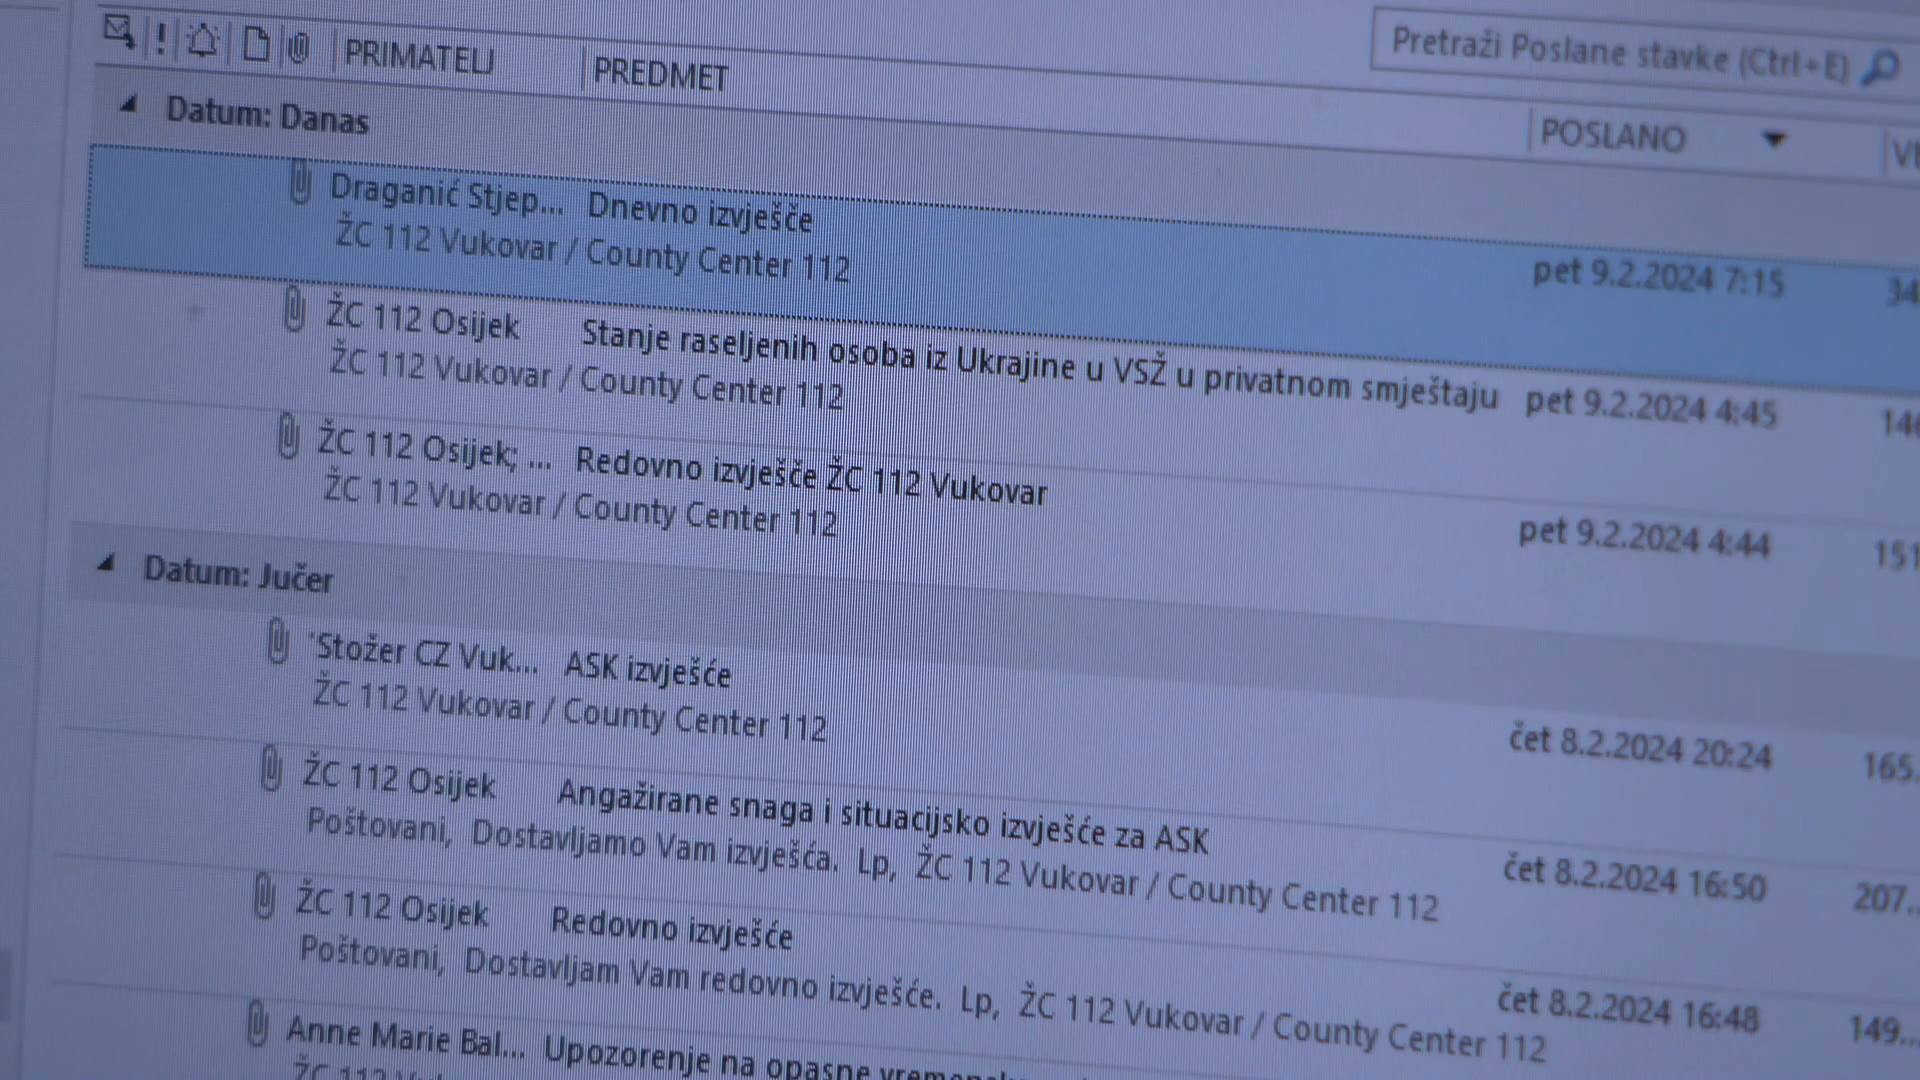 Pretraži Poslane stavke (Ctrl+E)
! PRIMATELJ PREDMET POSLANO
Datum: Danas
Draganić Stjep... Dnevno izvješče pet 9.2.2024 7:15 34
ŽC 112 Vukovar / County Center 112
ŽC 112 Osijek Stanje raseljenih osoba iz Ukrajine u VSŽ u privatnom smještaju pet 9.2.2024 4:45
ŽC 112 Vukovar / County Center 112
ŽC 112 Osijek; ... Redovno izvješče ŽC 112 Vukovar pet 9.2.2024 4:44 151
ŽC 112 Vukovar / County Center 112
Datum: Jučer
'Stožer CZ Vuk... ASK izvješće čet 8.2.2024 20:24 165.
ŽC 112 Vukovar / County Center 112
ŽC 112 Osijek Angažirane snaga i situacijsko izvješće za ASK čet 8.2.2024 16:50 207..
Poštovani, Dostavljamo Vam izvješća. Lp, ŽC 112 Vukovar / County Center 112
ŽC 112 Osijek Redovno izvješće čet 8.2.2024 16:48 149...
Poštovani, Dostavljam Vam redovno izvješće. Lp, ŽC 112 Vukovar / County Center 112
Anne Marie Bal... Upozorenje na opasne